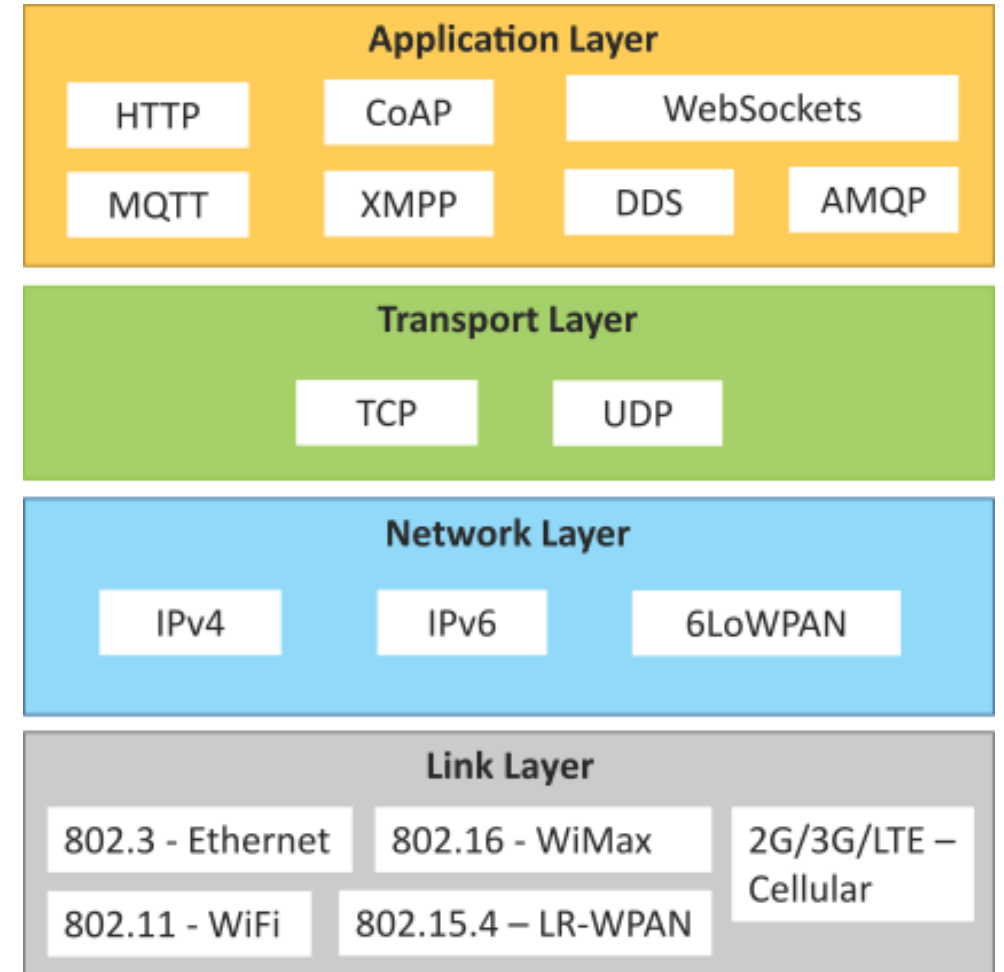 Application Layer
HTTP
CoAP
WebSockets
MQTT
XMPP
DDS
AMQP
Transport Layer
TCP
UDP
Network Layer
IPv4
IPv6
6LoWPAN
Link Layer
802.3 - Ethernet
802.16 - WiMax
2G/3G/LTE –
Cellular
802.11 - WiFi
802.15.4 – LR-WPAN